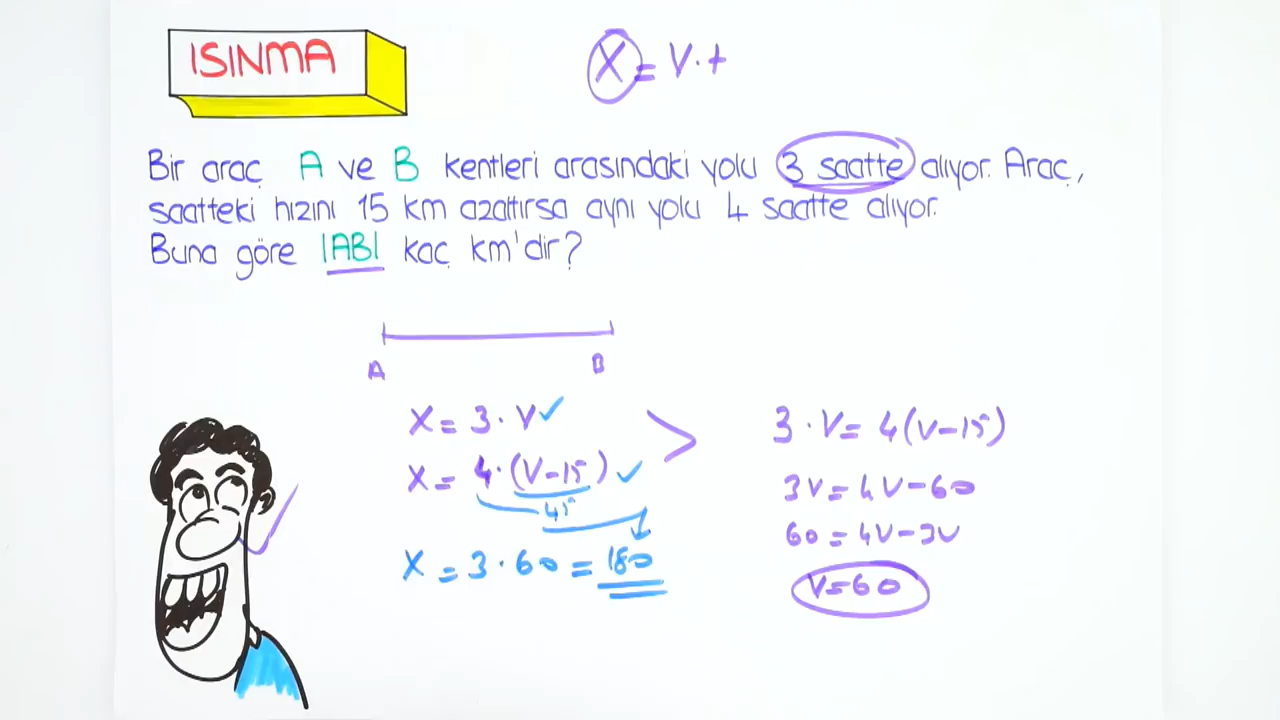 ISINMA
X = V.t
Bir araç A ve B kentleri arasındaki yolu 3 saatte alıyor. Araç,
saatteki hızını 15 km azaltırsa aynı yolu 4 saatte alıyor.
Buna göre |AB| kaç km'dir?
A B
X = 3.V
X = 4.(V-15)
45
X = 3.60 = 180
3.V = 4(V-15)
3V = 4V-60
60 = 4V-3V
V=60